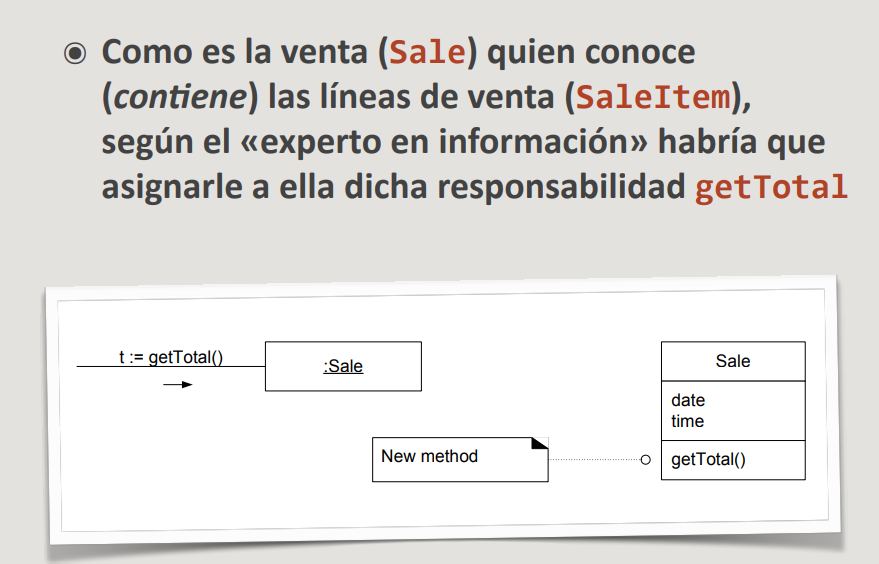 Como es la venta (Sale) quien conoce
(contiene) las líneas de venta (SaleItem),
según el «experto en información» habría que
asignarle a ella dicha responsabilidad getTotal
t := getTotal()
:Sale
New method
Sale
date
time
getTotal()